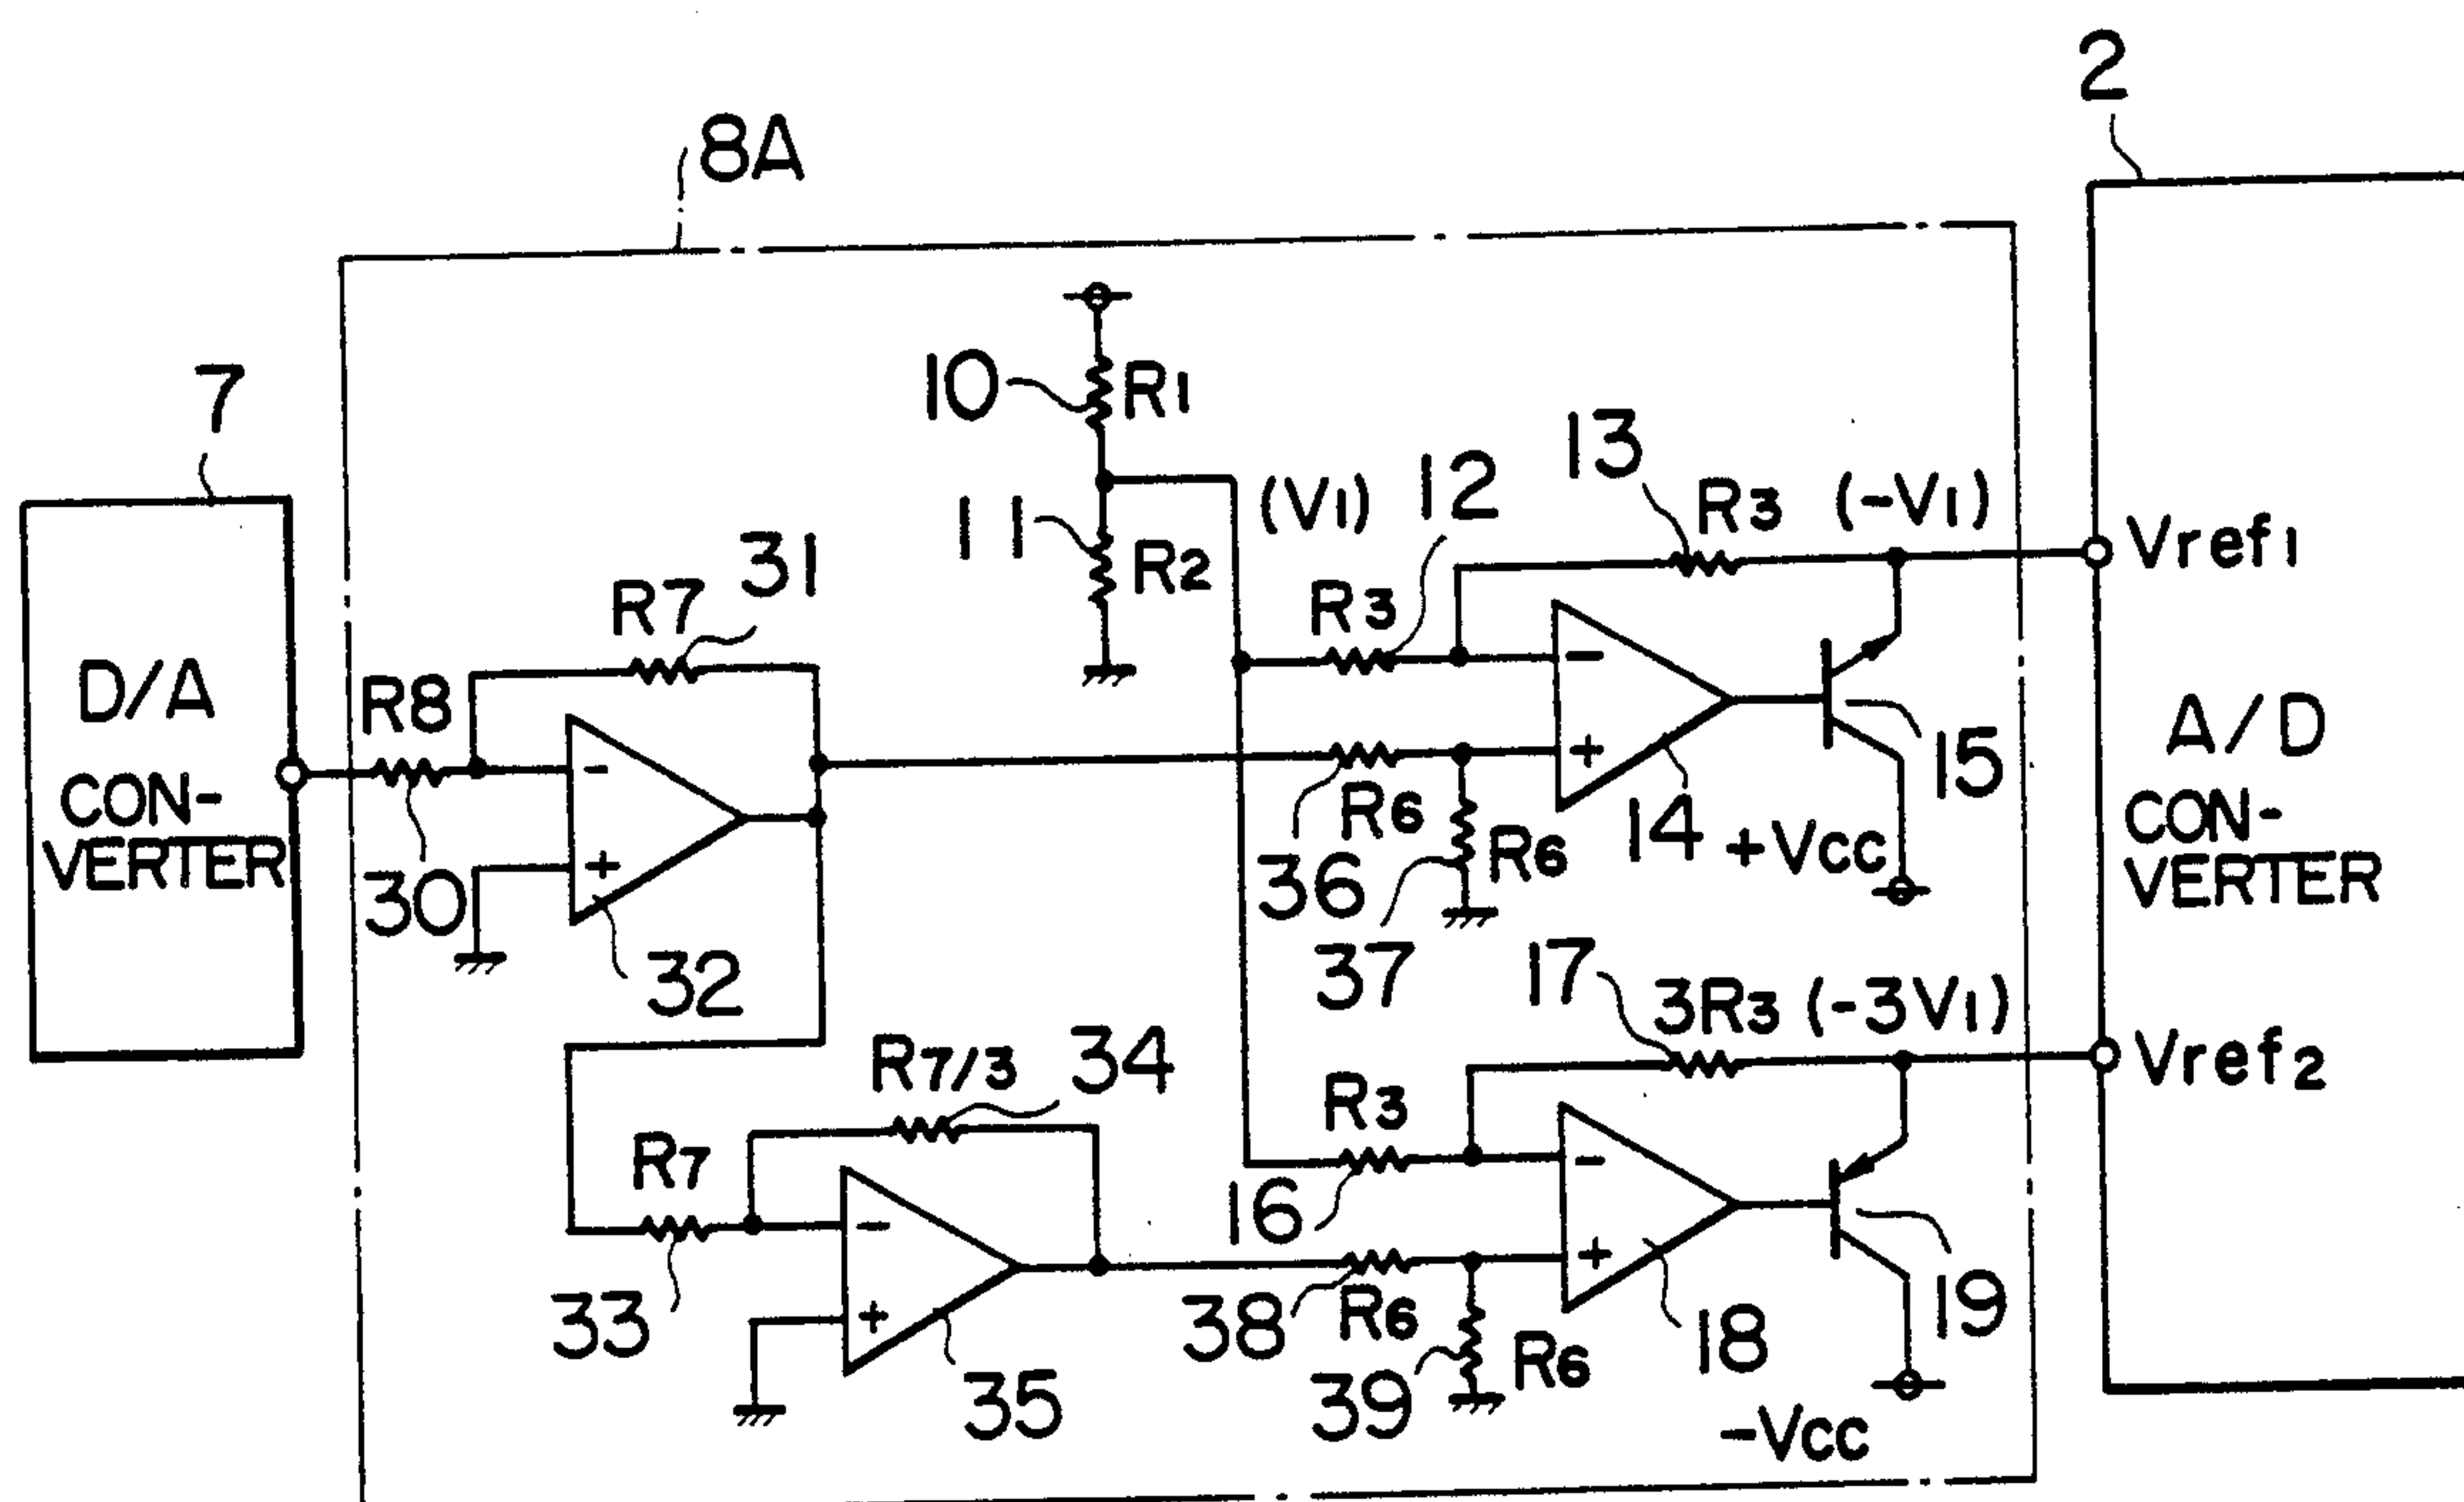 2
8A
7
10
R1
13
12
(V1)
R3
(-V1)
11
R2
Vref1
31
R7
R3
-
D/A
CON-
VERTER
R8
-
+
15
A/D
CON-
VERTER
R6
14
+Vcc
36
R6
30
+
37
17
32
3R3
(-3V1)
R7/3
34
Vref2
R3
R7
-
16
-
+
19
33
+
38
R6
18
39
R6
35
-Vcc